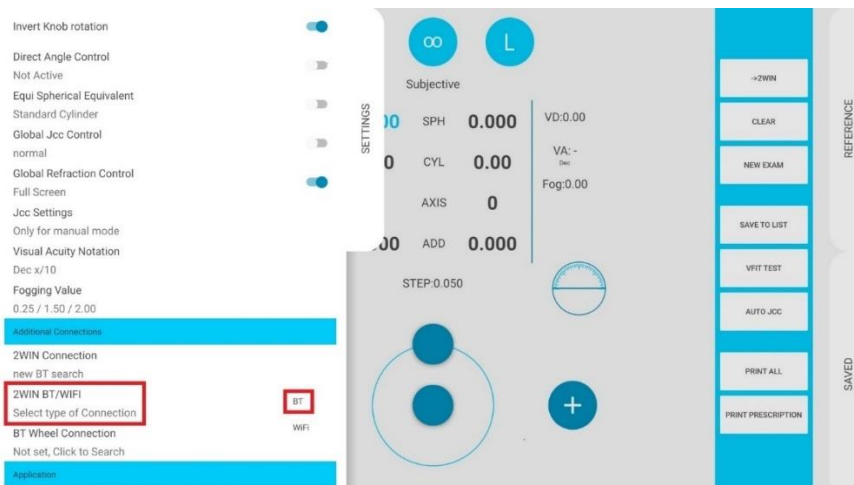 Invert Knob rotation
Direct Angle Control
Not Active
Equi Spherical Equivalent
Standard Cylinder
Global Jcc Control
normal
Global Refraction Control
Full Screen
Jcc Settings
Only for manual mode
Visual Acuity Notation
Dec x/10
Fogging Value
0.25 / 1.50 / 2.00
Additional Connections
2WIN Connection
new BT search
2WIN BT/WIFI
BT
Select type of Connection
WiFi
BT Wheel Connection
Not set, Click to Search
Application
SETTINGS
∞
L
Subjective
00 SPH 0.000
0 CYL 0.00
AXIS 0
00 ADD 0.000
VD:0.00
VA: -
Dec
Fog:0.00
STEP:0.050
+
->2WIN
CLEAR
NEW EXAM
SAVE TO LIST
VFIT TEST
AUTO JCC
PRINT ALL
PRINT PRESCRIPTION
REFERENCE
SAVED